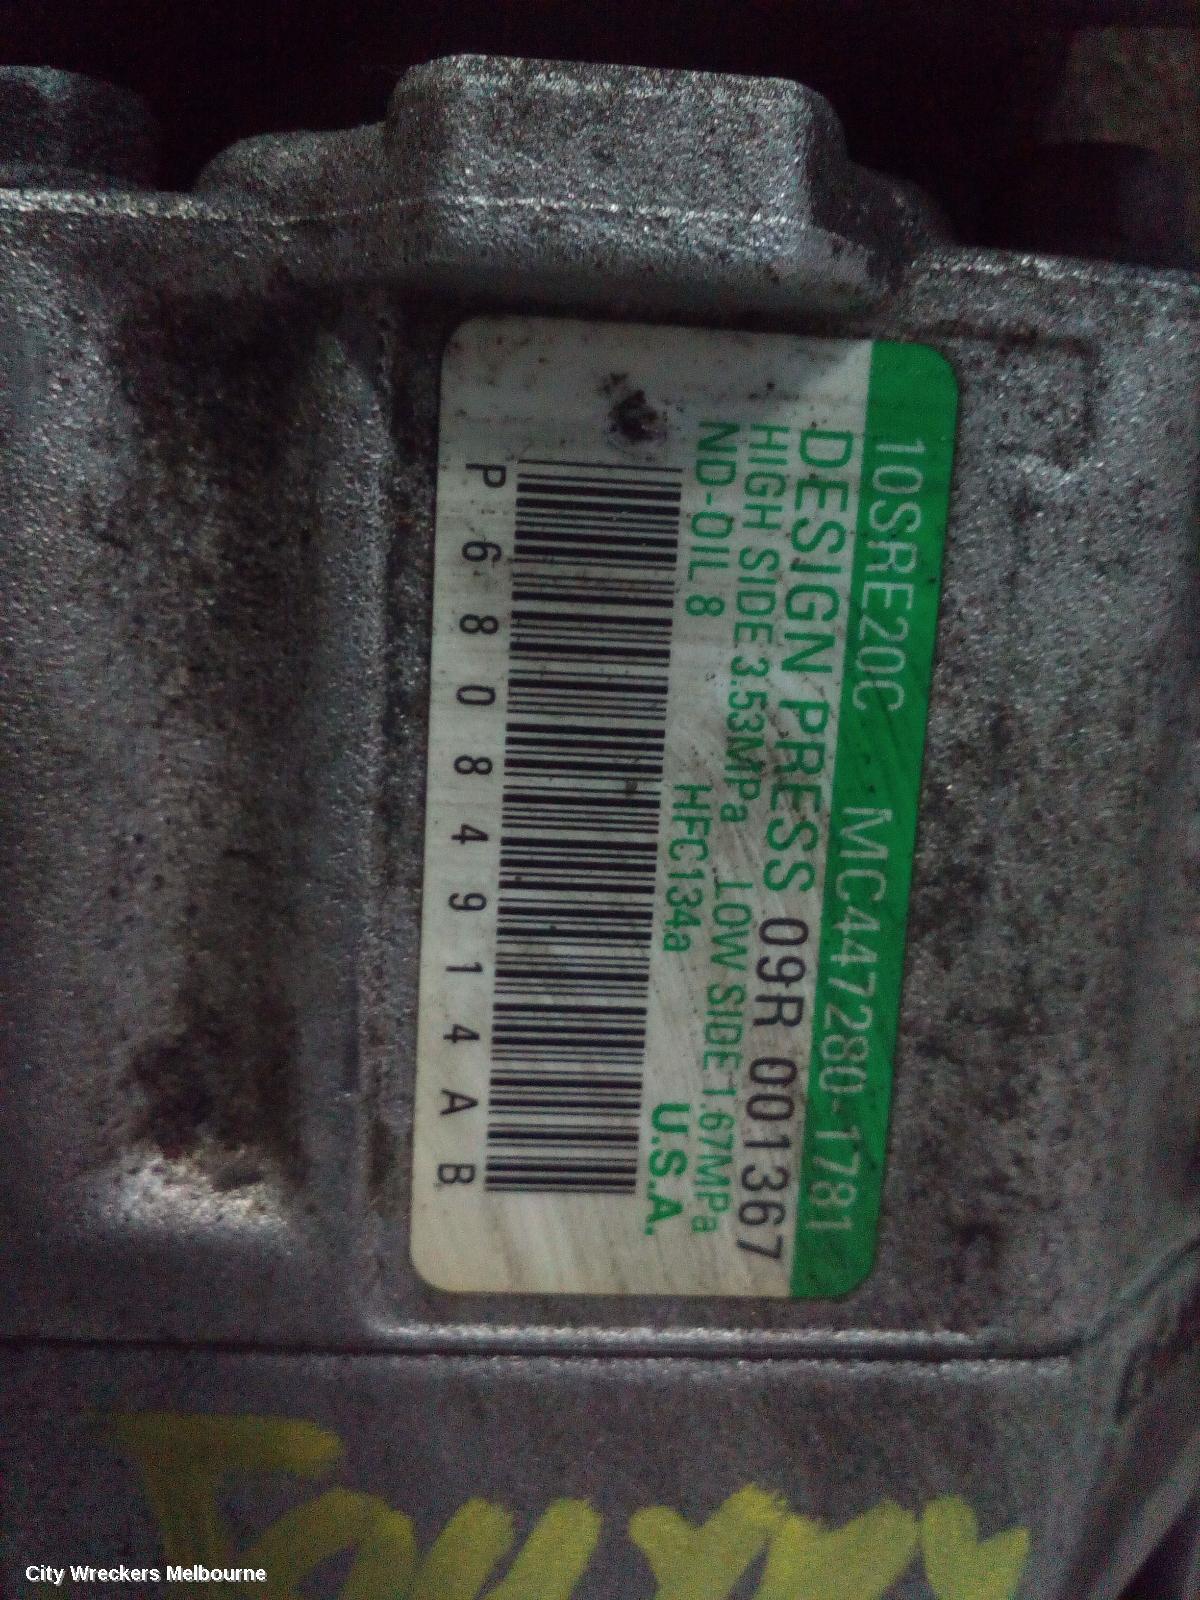 10SRE20C MC447280-1781
DESIGN PRESS 09R 001367
HIGH SIDE 3.53MPa LOW SIDE 1.67MPa
ND-OIL 8 HFC134a U.S.A.
P68084914AB
City Wreckers Melbourne